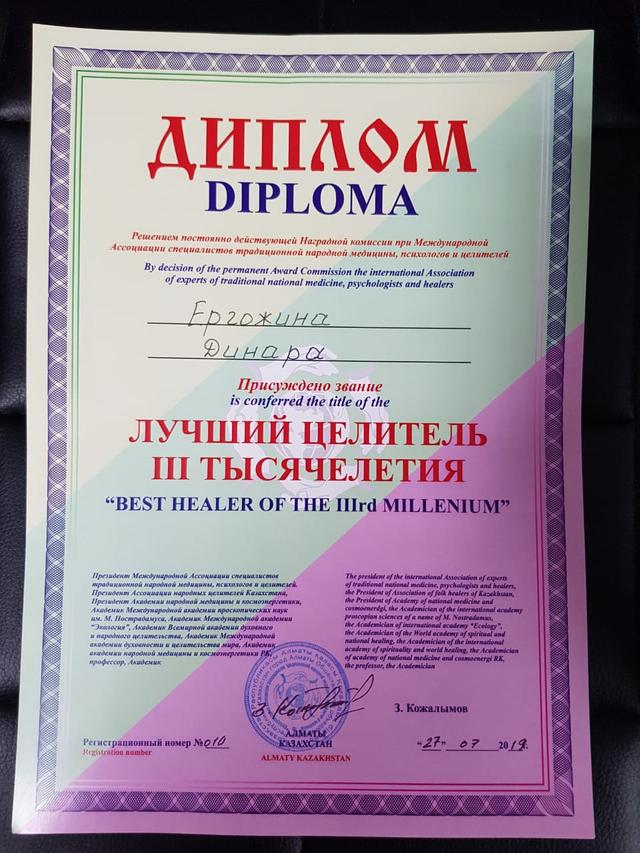 ДИПЛОМ
DIPLOMA
Решением постоянно действующей Наградной комиссии при Международной
Ассоциации специалистов традиционной народной медицины, психологов и целителей
By decision of the permanent Award Commission the international Association
of experts of traditional national medicine, psychologists and healers
Ергожина
Динара
Присуждено звание
is conferred the title of the
ЛУЧШИЙ ЦЕЛИТЕЛЬ
III ТЫСЯЧЕЛЕТИЯ
“BEST HEALER OF THE IIIrd MILLENIUM”
Президент Международной Ассоциации специалистов
традиционной народной медицины, психологов и целителей.
Президент Ассоциации народных целителей Казахстана,
Президент Академии народной медицины и космоэнергетики,
Академик Международной академии проскопических наук
им. М. Нострадамуса, Академик Международной академии
“Экология”, Академик Всемирной академии духовного
и народного целительства, Академик Международной
академии духовности и целительства мира, Академик
академии народной медицины и космоэнергетики РК,
профессор, Академик
The president of the international Association of experts
of traditional national medicine, psychologists and healers,
the President of Association of folk healers of Kazakhstan,
the President of Academy of national medicine and
cosmoenerdgi, the Academician of the international academy
proscopion sciences of a name of M. Nostradamus,
the Academician of international academy “Ecology”,
the Academician of the World academy of spiritual and
national healing, the Academician of the international
academy of spirituality and world healing, the Academician
of academy of national medicine and cosmoenergi RK,
the professor, the Academician
З. Кожалымов
Регистрационный номер №010
Registration number
АЛМАТЫ
КАЗАХСТАН
ALMATY KAZAKHSTAN
“27” 07 2019.